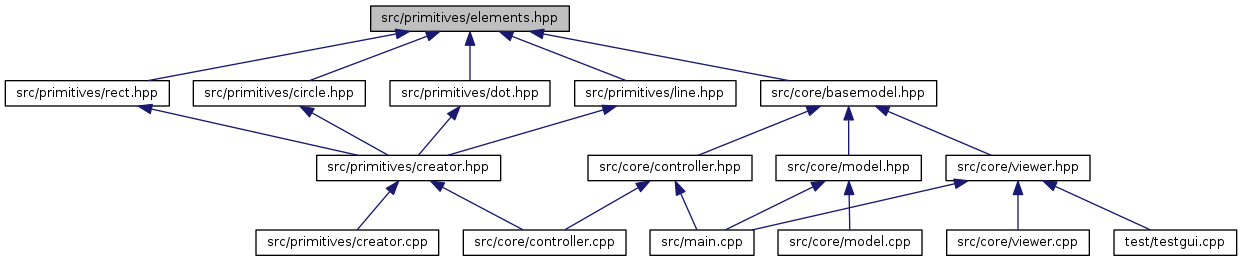 src/primitives/elements.hpp
src/primitives/rect.hpp
src/primitives/circle.hpp
src/primitives/dot.hpp
src/primitives/line.hpp
src/core/basemodel.hpp
src/primitives/creator.hpp
src/core/controller.hpp
src/core/model.hpp
src/core/viewer.hpp
src/primitives/creator.cpp
src/core/controller.cpp
src/main.cpp
src/core/model.cpp
src/core/viewer.cpp
test/testgui.cpp